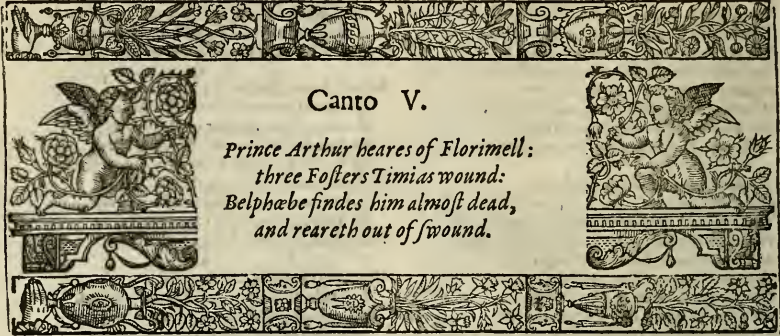 Canto V.
Prince Arthur heares of Florimell:
three Foſters Timias wound:
Belphœbe findes him almoſt dead,
and reareth out of ſwound.